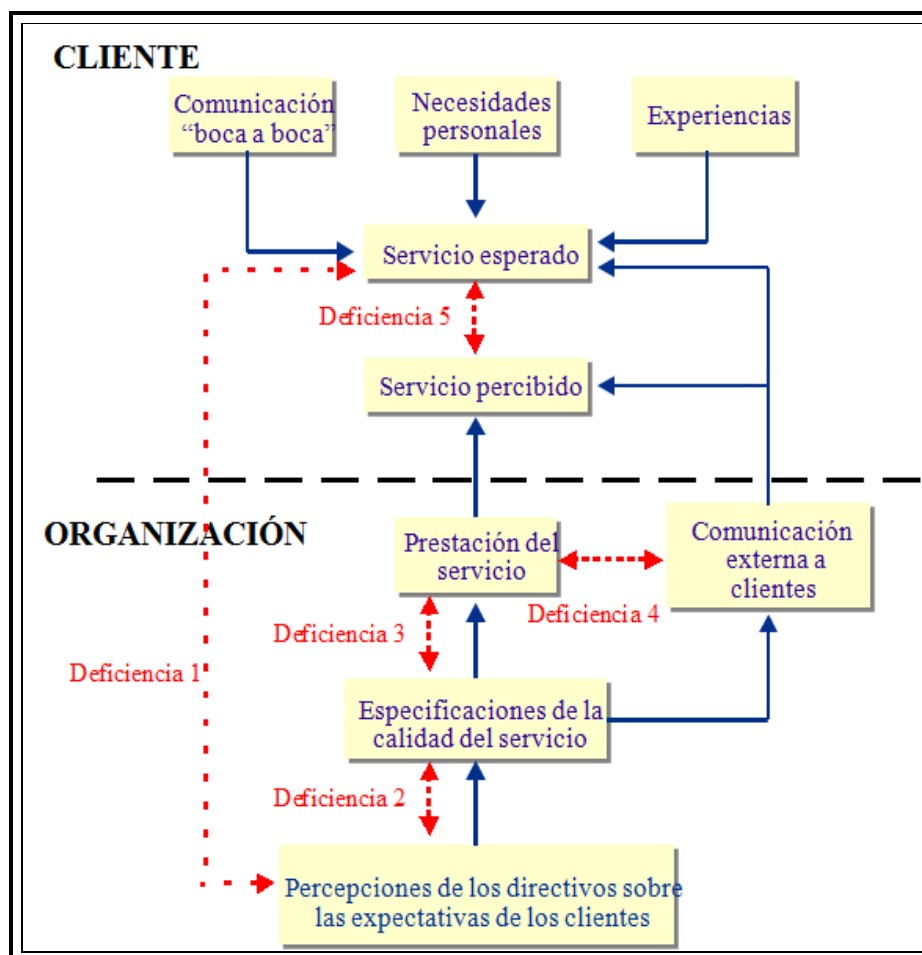 CLIENTE
Comunicación
“boca a boca”
Necesidades
personales
Experiencias
Servicio esperado
Deficiencia 5
Servicio percibido
ORGANIZACIÓN
Prestación del
servicio
Comunicación
externa a
clientes
Deficiencia 4
Deficiencia 3
Deficiencia 1
Especificaciones de la
calidad del servicio
Deficiencia 2
Percepciones de los directivos sobre
las expectativas de los clientes